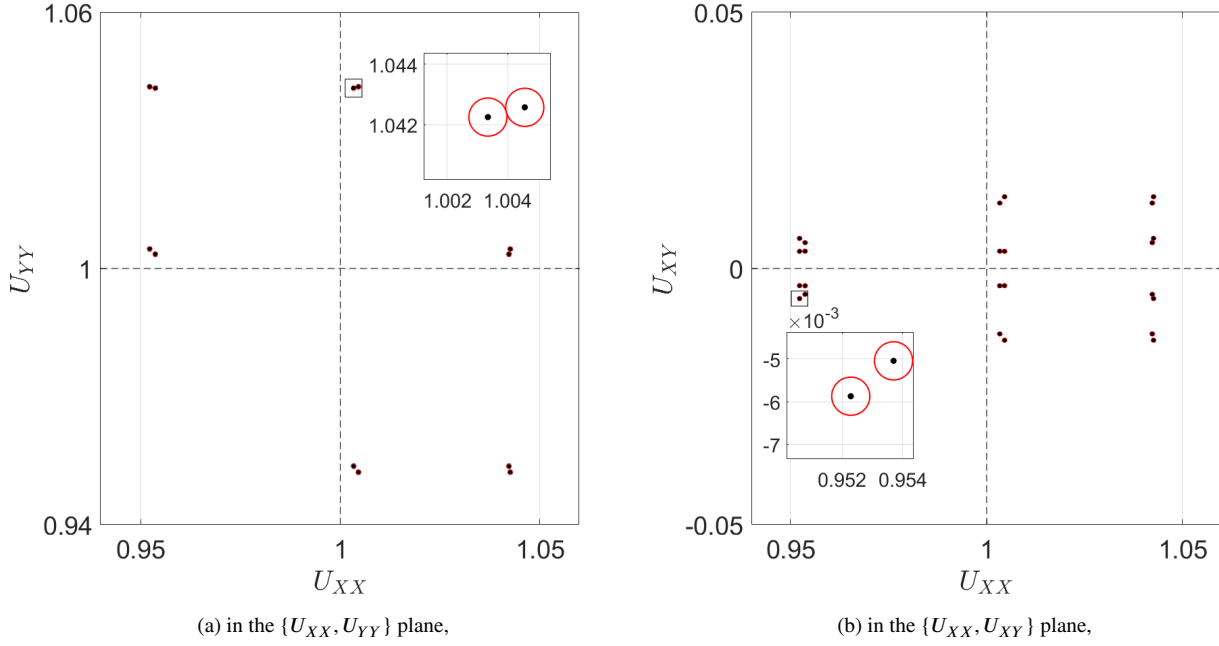 1.06
1.044
1.042
1.002 1.004
U_YY
1
0.94
0.95 1 1.05
U_XX
(a) in the {U_XX, U_YY} plane,
0.05
U_XY
0
×10^-3
-5
-6
-7
0.952 0.954
-0.05
0.95 1 1.05
U_XX
(b) in the {U_XX, U_XY} plane,